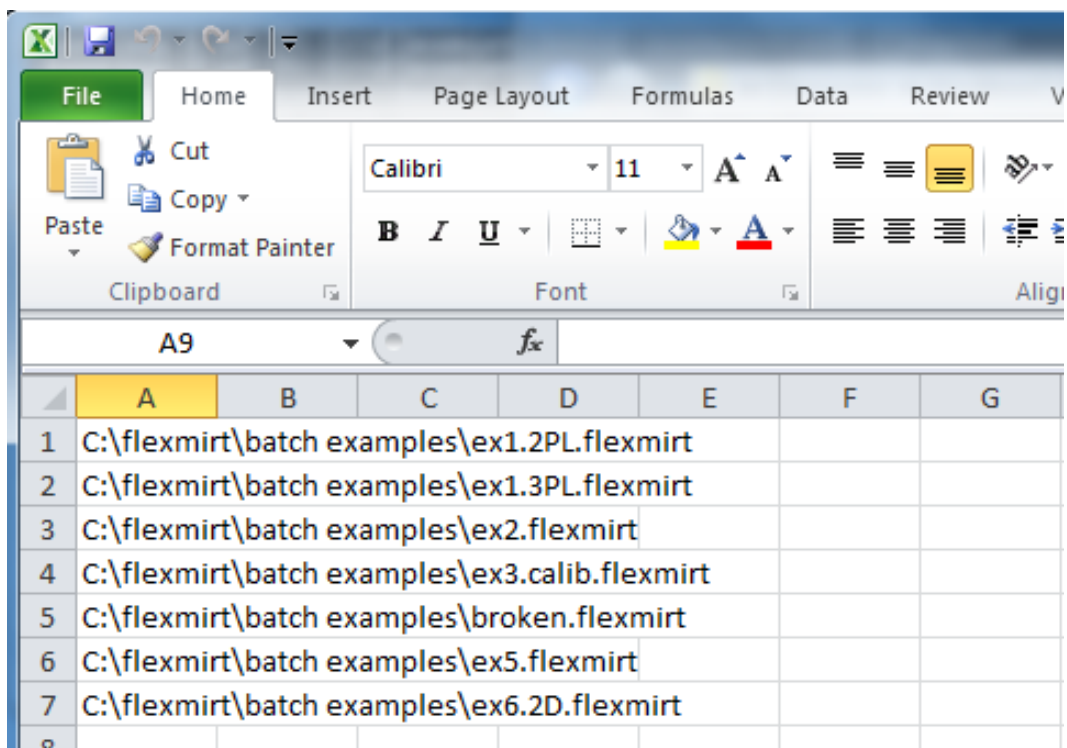 File Home Insert Page Layout Formulas Data Review V
Cut
Copy
Paste
Format Painter
Calibri 11 A A
B I U A
Clipboard Font Alig
A9 fx
A B C D E F G
1 C:\flexmirt\batch examples\ex1.2PL.flexmirt
2 C:\flexmirt\batch examples\ex1.3PL.flexmirt
3 C:\flexmirt\batch examples\ex2.flexmirt
4 C:\flexmirt\batch examples\ex3.calib.flexmirt
5 C:\flexmirt\batch examples\broken.flexmirt
6 C:\flexmirt\batch examples\ex5.flexmirt
7 C:\flexmirt\batch examples\ex6.2D.flexmirt
8